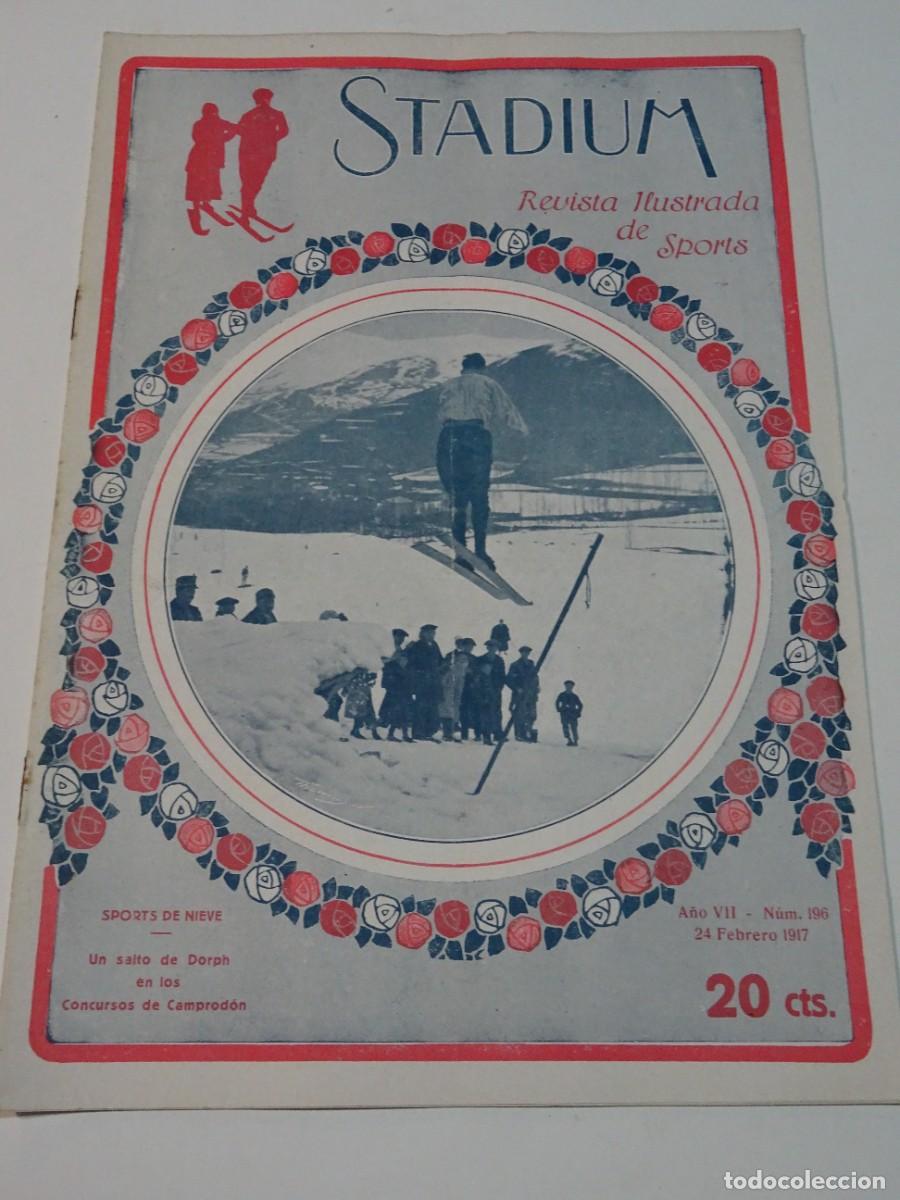 STADIUM
Revista Ilustrada
de Sports
SPORTS DE NIEVE
Un salto de Dorph
en los
Concursos de Camprodón
Año VII - Núm. 196
24 Febrero 1917
20 cts.
todocoleccion